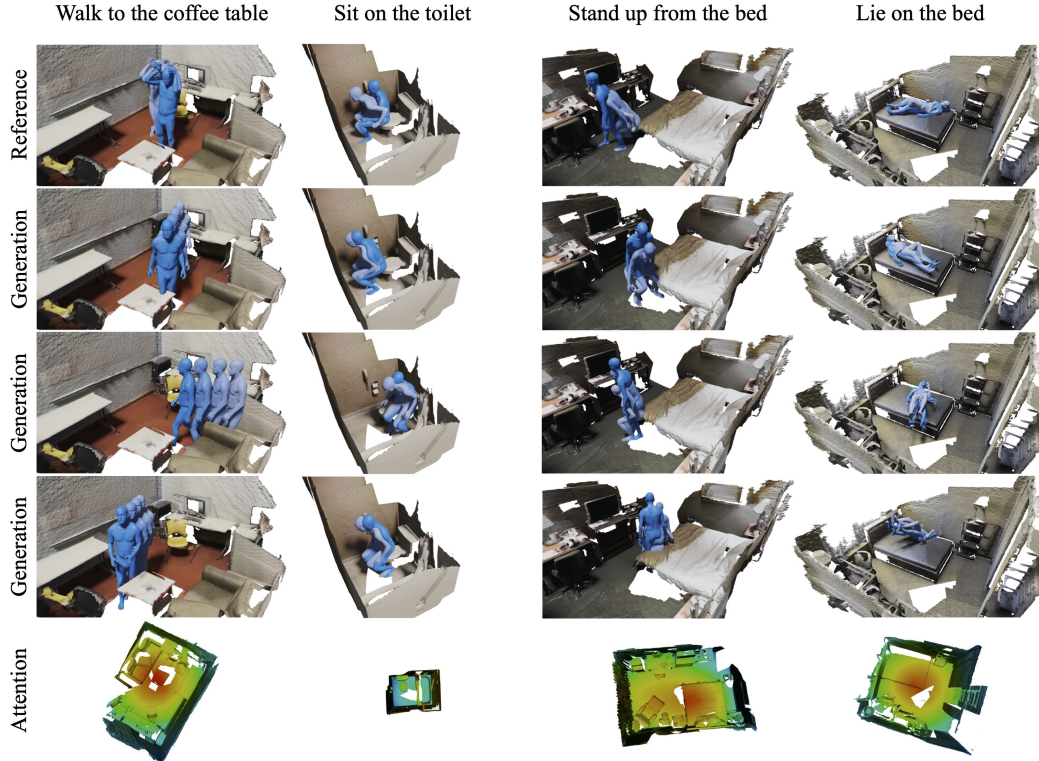 Walk to the coffee table
Sit on the toilet
Stand up from the bed
Lie on the bed
Reference
Generation
Generation
Generation
Attention